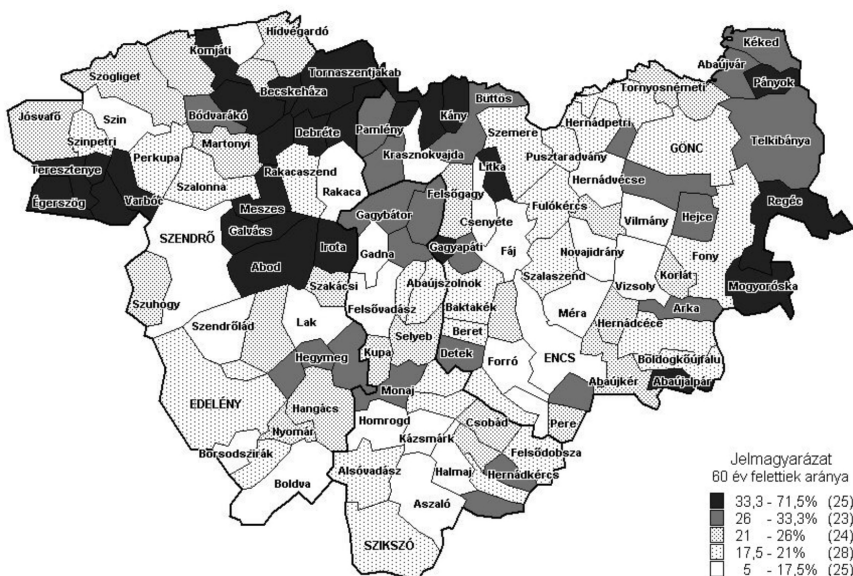 Hídvégardó
Komjáti
Kéked
Abaújvár
Szögliget
Tornaszentjakab
Pányok
Becskeháza
Tornyosnémeti
Jósvafő
Bódvarákó
Kány
Buttos
Szin
Debréte
Pamlény
Hernádpetri
Szinpetri
Martonyi
Szemere
GÖNC
Telkibánya
Perkupa
Krasznokvajda
Pusztaradvány
Teresztenye
Rakacaszend
Litka
Hernádvécse
Szalonna
Rakaca
Felsőgagy
Égerszög
Varbóc
Meszes
Fulókércs
Regéc
Gagybátor
Csenyéte
Vilmány
Hejce
SZENDRŐ
Galvács
Irota
Gagyapáti
Gadna
Fáj
Novajidrány
Fony
Abod
Szalaszend
Korlát
Szakácsi
Abaújszolnok
Vizsoly
Mogyoróska
Szuhogy
Felsővadász
Baktakék
Méra
Arka
Szendrőlád
Lak
Beret
Hernádcéce
Selyeb
Hegymeg
Kupa
Detek
Forró
ENCS
Boldogkőújfalu
Abaújkér
Abaújalpár
EDELÉNY
Monaj
Hangács
Homrogd
Csobád
Pere
Nyomár
Kázsmárk
Borsodszirák
Felsődobsza
Alsóvadász
Halmaj
Hernádkércs
Boldva
Aszaló
SZIKSZÓ
Jelmagyarázat
60 év felettiek aránya
33,3 - 71,5% (25)
26 - 33,3% (23)
21 - 26% (24)
17,5 - 21% (28)
5 - 17,5% (25)